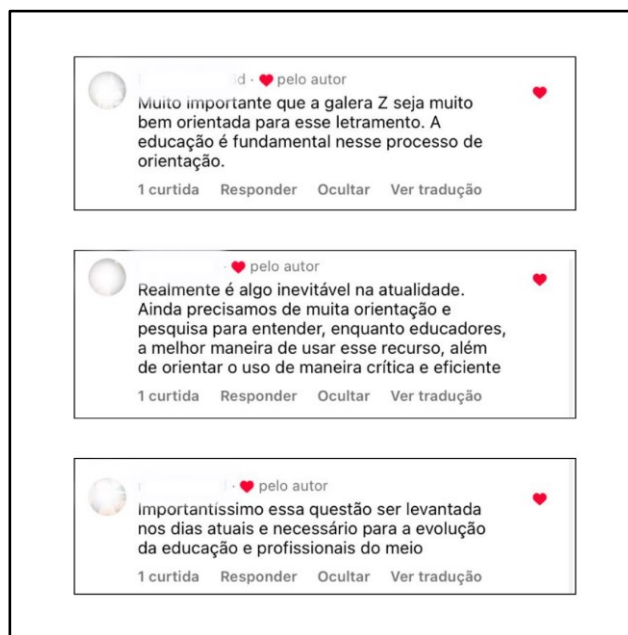 d · pelo autor
Muito importante que a galera Z seja muito
bem orientada para esse letramento. A
educação é fundamental nesse processo de
orientação.
1 curtida Responder Ocultar Ver tradução
· pelo autor
Realmente é algo inevitável na atualidade.
Ainda precisamos de muita orientação e
pesquisa para entender, enquanto educadores,
a melhor maneira de usar esse recurso, além
de orientar o uso de maneira crítica e eficiente
1 curtida Responder Ocultar Ver tradução
· pelo autor
Importantíssimo essa questão ser levantada
nos dias atuais e necessário para a evolução
da educação e profissionais do meio
1 curtida Responder Ocultar Ver tradução